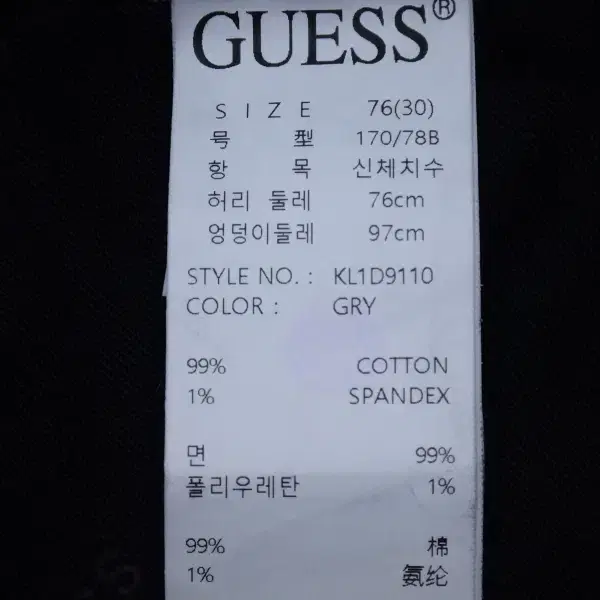 GUESS®
SIZE 76(30)
号型 170/78B
항목 신체치수
허리 둘레 76cm
엉덩이둘레 97cm
STYLE NO. : KL1D9110
COLOR : GRY
99% COTTON
1% SPANDEX
면 99%
폴리우레탄 1%
99% 棉
1% 氨纶